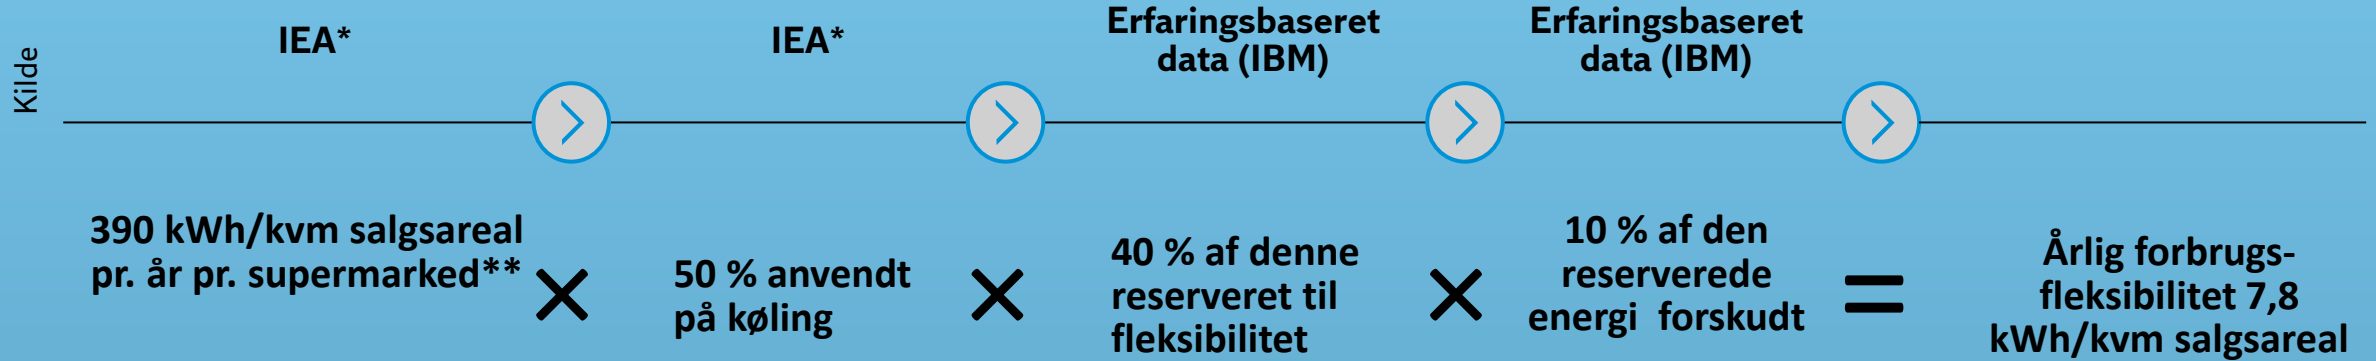 Kilde
IEA*
IEA*
Erfaringsbaseret
data (IBM)
Erfaringsbaseret
data (IBM)
390 kWh/kvm salgsareal
pr. år pr. supermarked**
×
50 % anvendt
på køling
×
40 % af denne
reserveret til
fleksibilitet
×
10 % af den
reserverede
energi forskudt
=
Årlig forbrugs-
fleksibilitet 7,8
kWh/kvm salgsareal